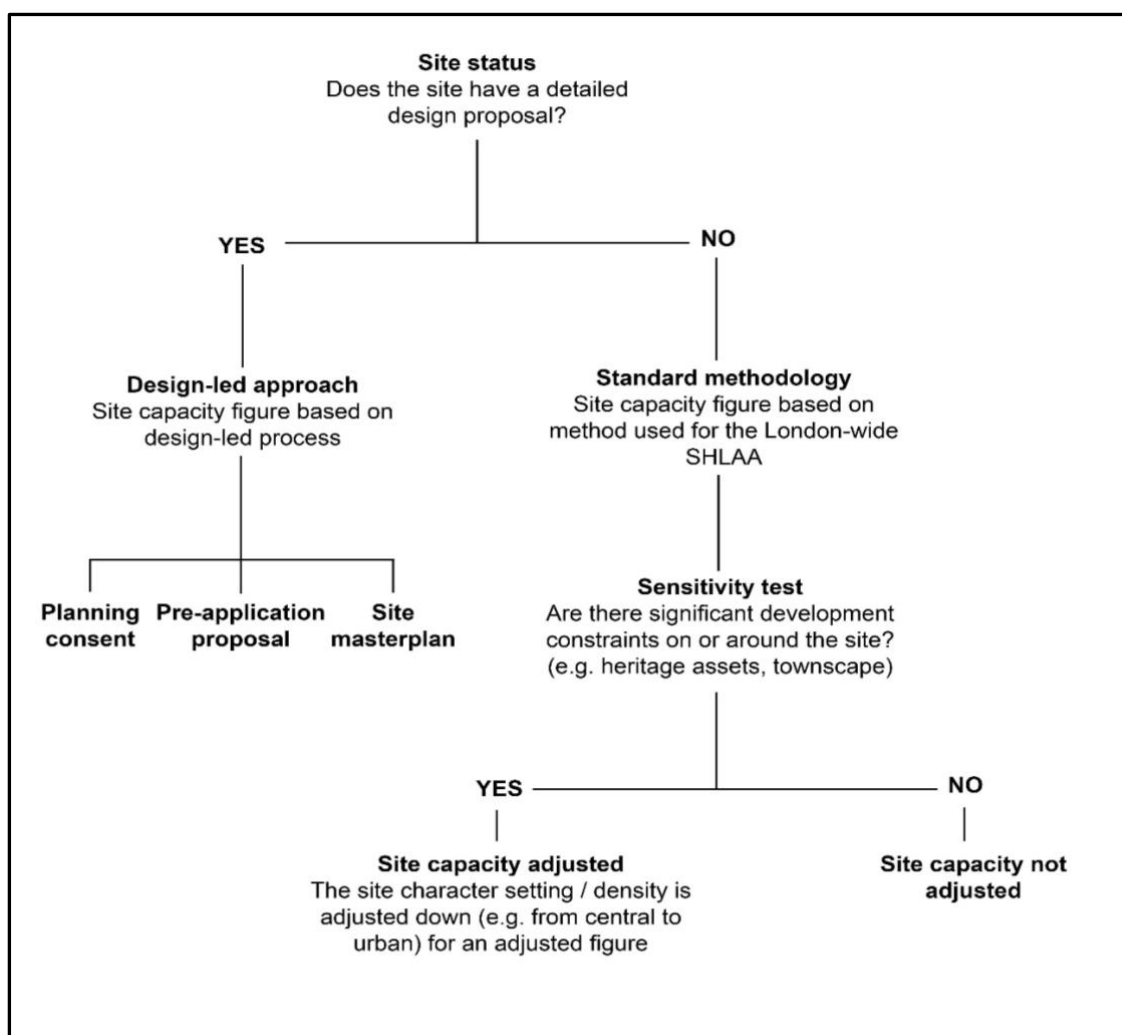 Site status
Does the site have a detailed
design proposal?
YES
NO
Design-led approach
Site capacity figure based on
design-led process
Standard methodology
Site capacity figure based on
method used for the London-wide
SHLAA
Planning
consent
Pre-application
proposal
Site
masterplan
Sensitivity test
Are there significant development
constraints on or around the site?
(e.g. heritage assets, townscape)
YES
NO
Site capacity adjusted
The site character setting / density is
adjusted down (e.g. from central to
urban) for an adjusted figure
Site capacity not
adjusted